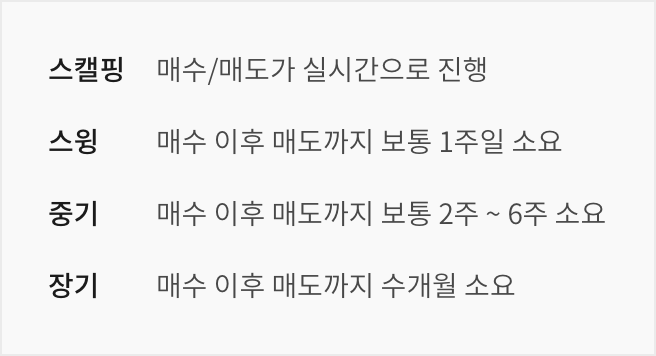 스캘핑 매수/매도가 실시간으로 진행
스윙 매수 이후 매도까지 보통 1주일 소요
중기 매수 이후 매도까지 보통 2주 ~ 6주 소요
장기 매수 이후 매도까지 수개월 소요